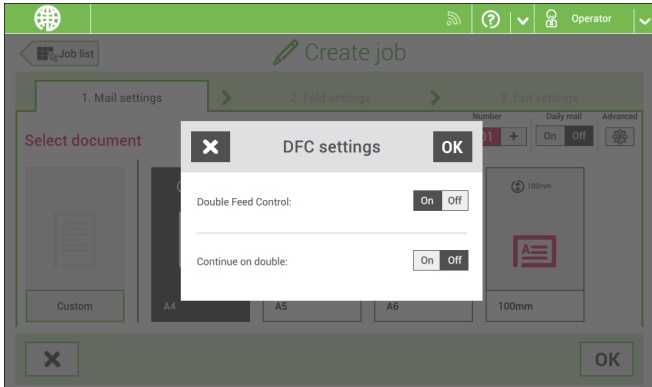 Operator
Job list
Create job
1. Mail settings
2. Fold settings
3. Exit settings
Select document
Number
Daily mail
Advanced
+
On Off
DFC settings
OK
Double Feed Control:
On Off
Continue on double:
On Off
100mm
Custom
A4
A5
A6
100mm
OK